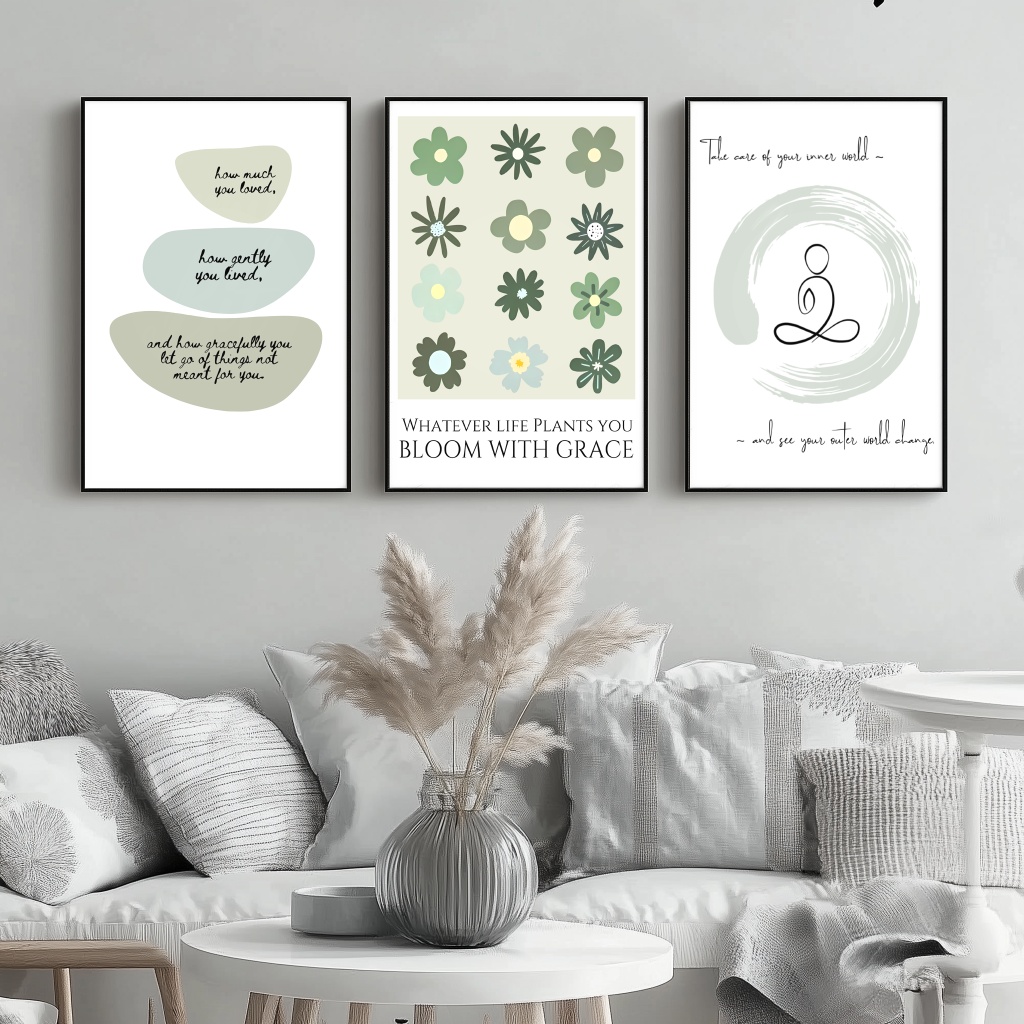 how much
you loved,
how gently
you lived,
and how gracefully you
let go of things not
meant for you.
WHATEVER LIFE PLANTS YOU
BLOOM WITH GRACE
Take care of your inner world ~
~ and see your outer world change.